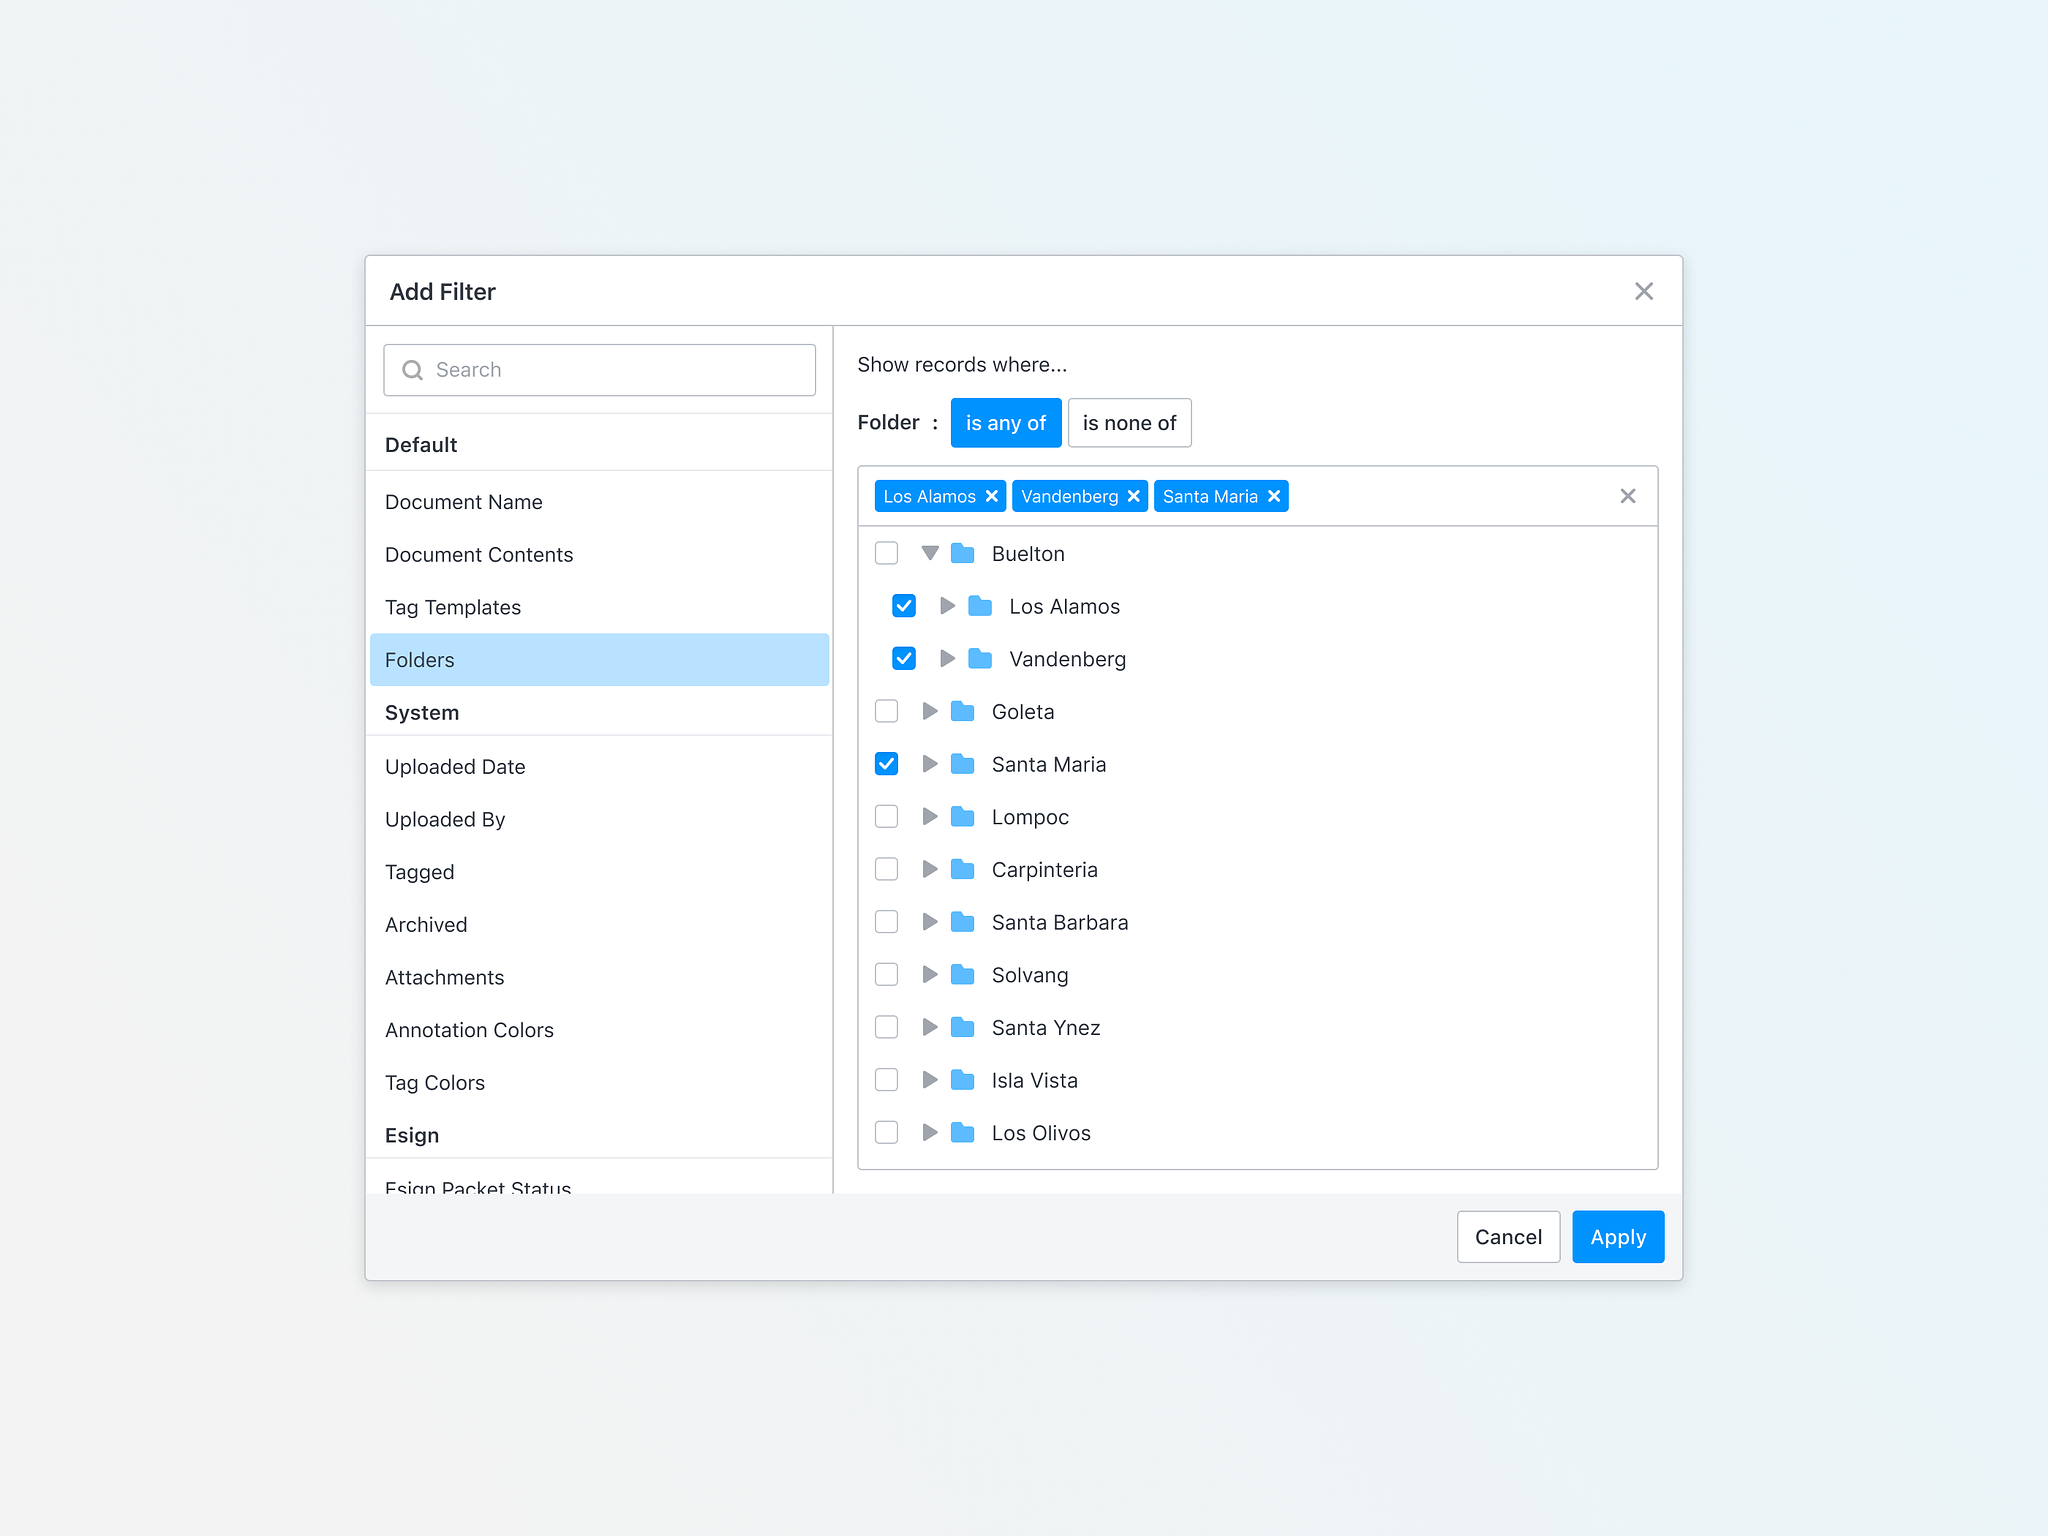 Add Filter
Search
Default
Document Name
Document Contents
Tag Templates
Folders
System
Uploaded Date
Uploaded By
Tagged
Archived
Attachments
Annotation Colors
Tag Colors
Esign
Esign Packet Status
Show records where...
Folder : is any of is none of
Los Alamos Vandenberg Santa Maria
Buelton
Los Alamos
Vandenberg
Goleta
Santa Maria
Lompoc
Carpinteria
Santa Barbara
Solvang
Santa Ynez
Isla Vista
Los Olivos
Cancel Apply